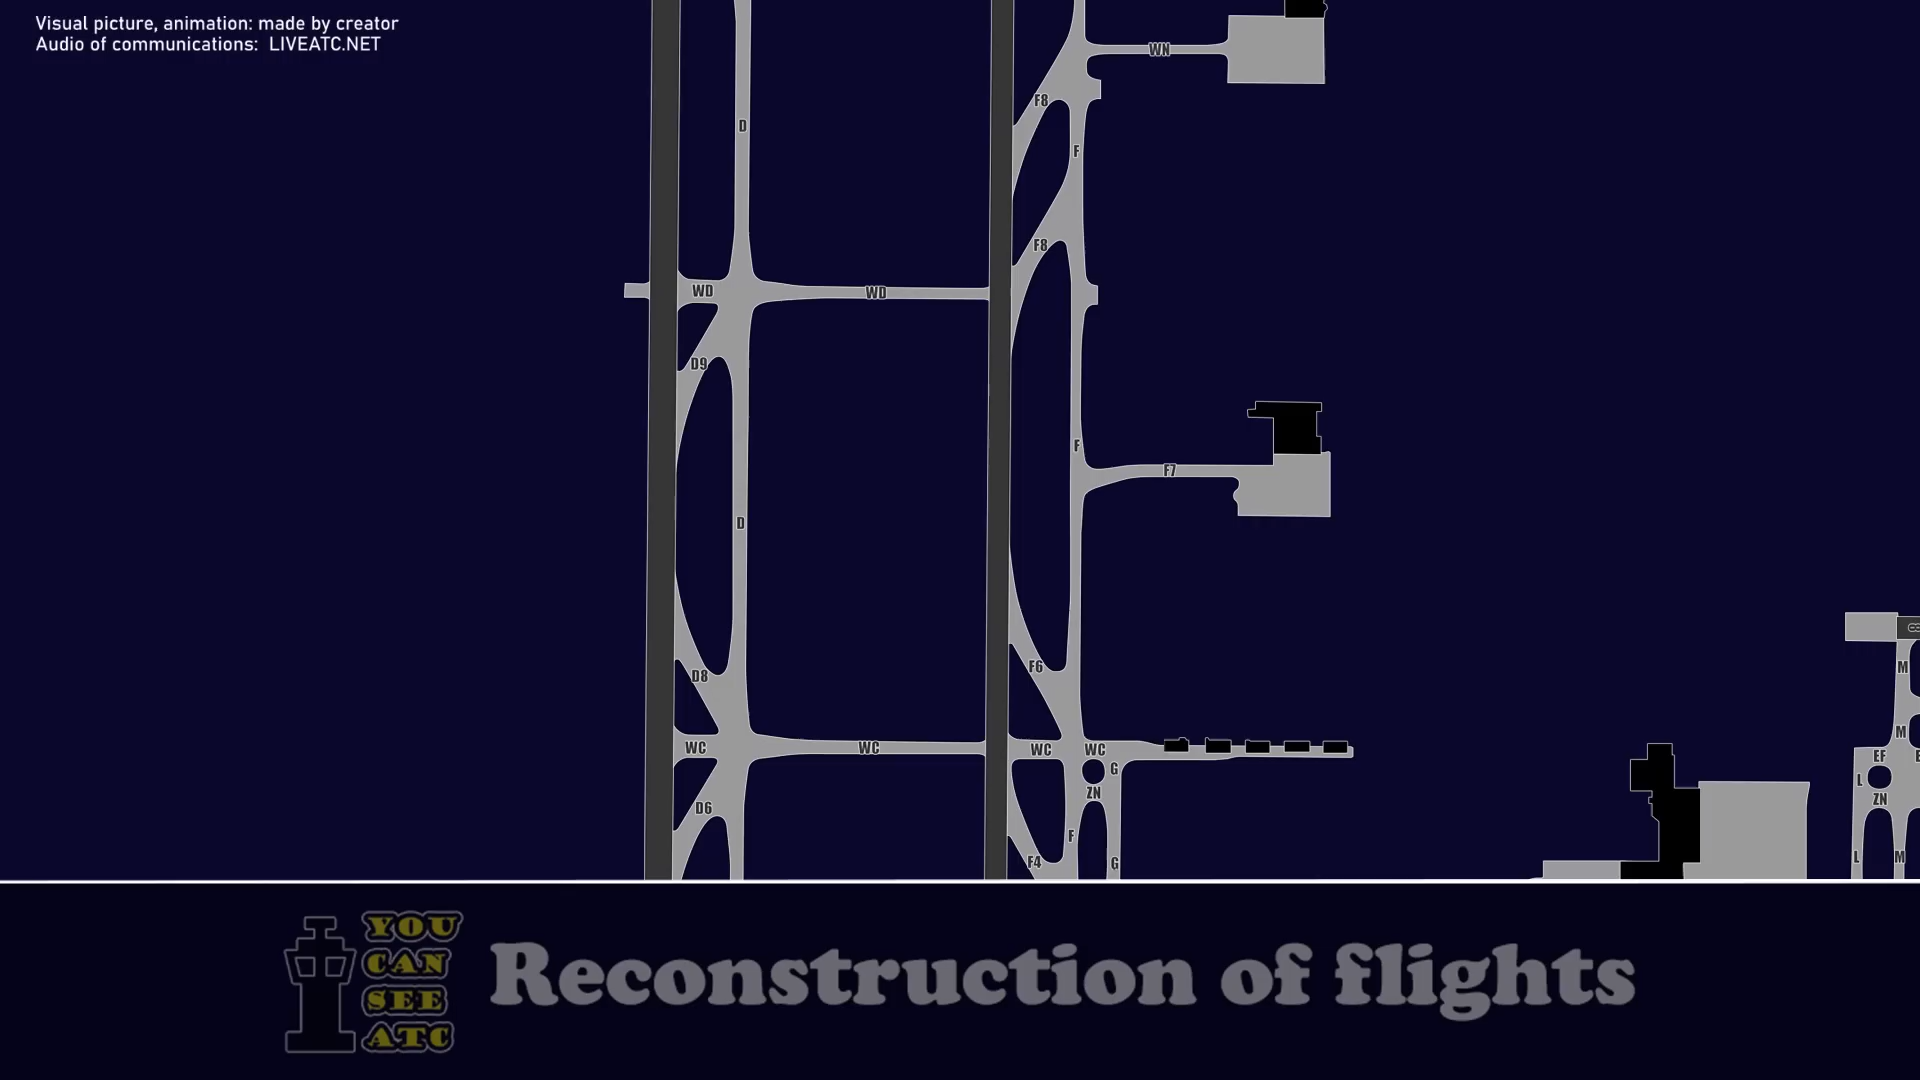 Visual picture, animation: made by creator
Audio of communications: LIVEATC.NET
WN
F8
D
F
F8
WD
WD
D9
F
F7
D
F6
M
D8
M
WC
WC
WC
WC
EF
G
L
ZN
ZN
D6
F
F4
G
L
M
YOU
CAN
SEE
ATC
Reconstruction of flights